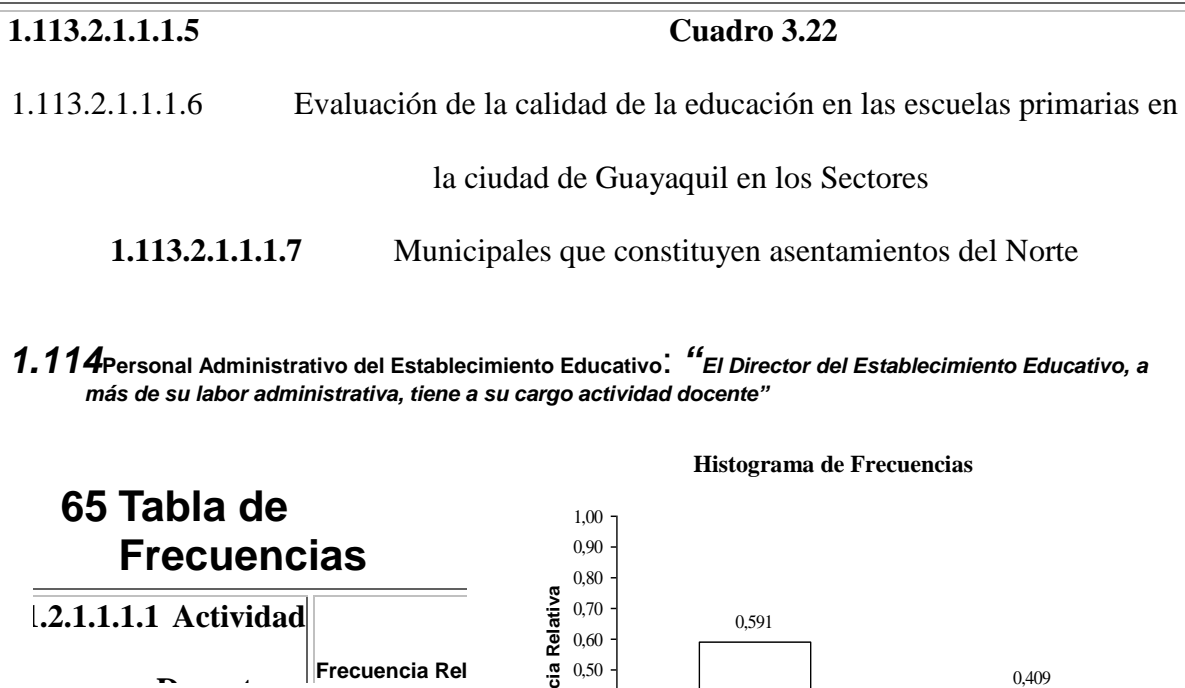 1.113.2.1.1.1.5 Cuadro 3.22
1.113.2.1.1.1.6 Evaluación de la calidad de la educación en las escuelas primarias en
la ciudad de Guayaquil en los Sectores
1.113.2.1.1.1.7 Municipales que constituyen asentamientos del Norte
1.114Personal Administrativo del Establecimiento Educativo: “El Director del Establecimiento Educativo, a
más de su labor administrativa, tiene a su cargo actividad docente”
65 Tabla de
Frecuencias
.2.1.1.1.1 Actividad
Frecuencia Rel
Histograma de Frecuencias
1,00
0,90
0,80
0,70
0,60
0,50
Relativa
0,591
0,409